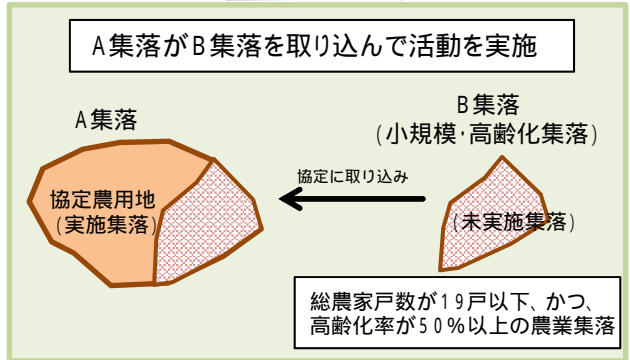 A集落がB集落を取り込んで活動を実施
A集落
B集落
(小規模･高齢化集落)
協定農用地
(実施集落)
協定に取り込み
(未実施集落)
総農家戸数が19戸以下、かつ、
高齢化率が50%以上の農業集落